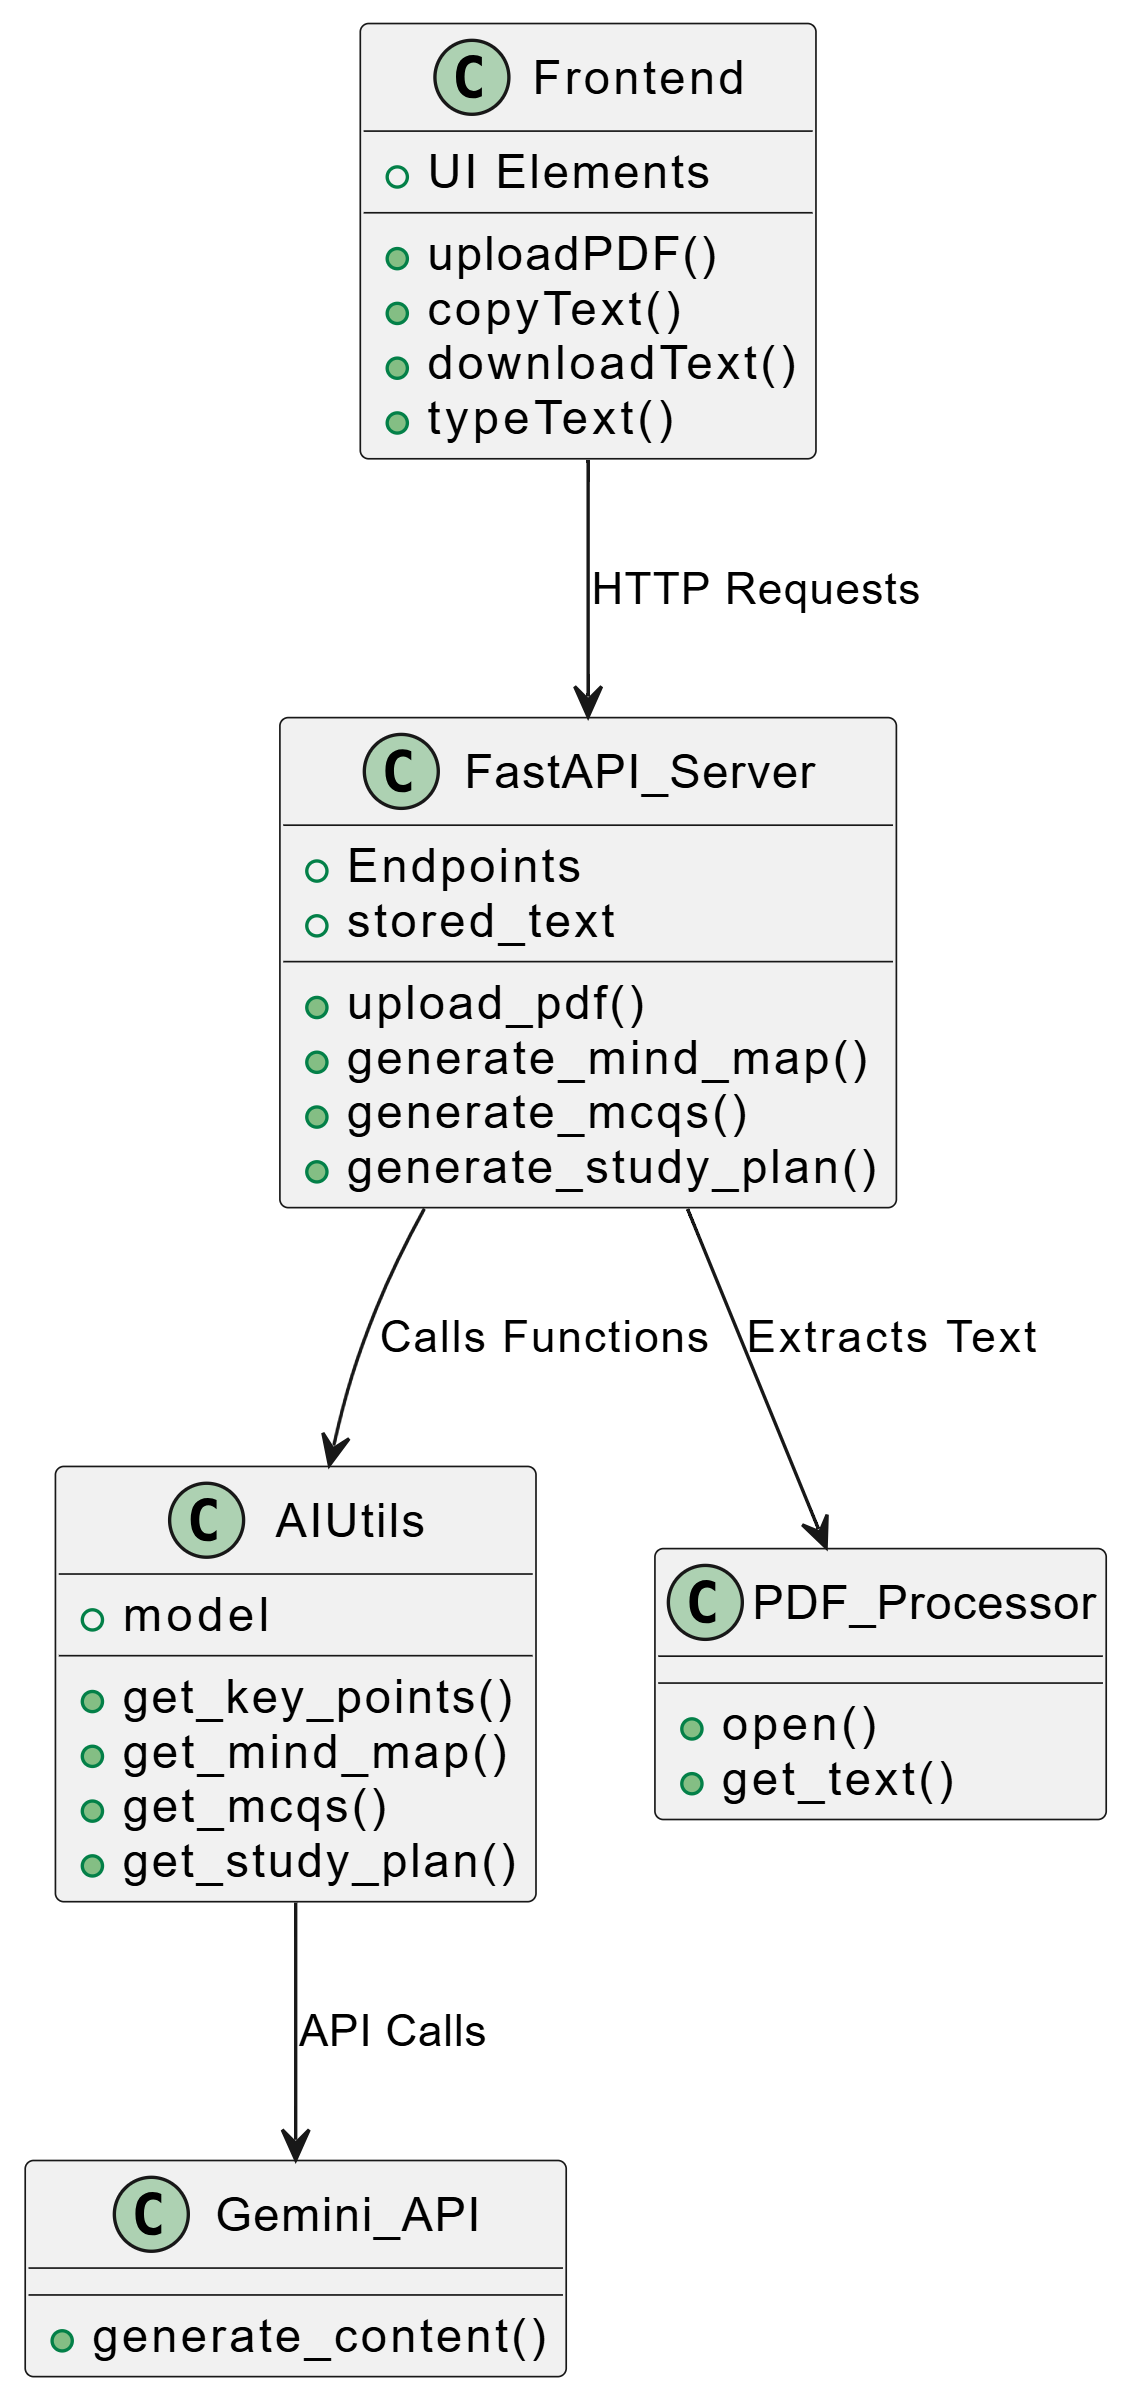 C Frontend
UI Elements
uploadPDF()
copyText()
downloadText()
typeText()
HTTP Requests
C FastAPI_Server
Endpoints
stored_text
upload_pdf()
generate_mind_map()
generate_mcqs()
generate_study_plan()
Calls Functions
Extracts Text
C AIUtils
model
get_key_points()
get_mind_map()
get_mcqs()
get_study_plan()
C PDF_Processor
open()
get_text()
API Calls
C Gemini_API
generate_content()